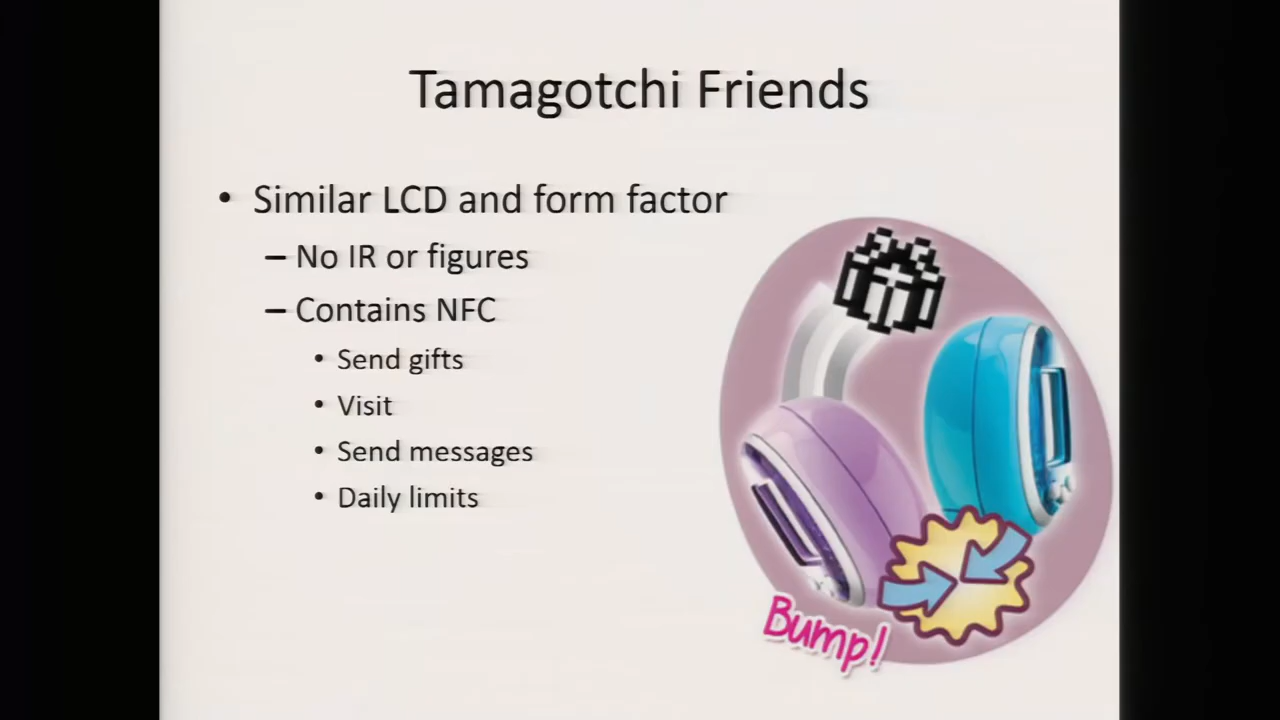 Tamagotchi Friends
• Similar LCD and form factor
– No IR or figures
– Contains NFC
• Send gifts
• Visit
• Send messages
• Daily limits
Bump!